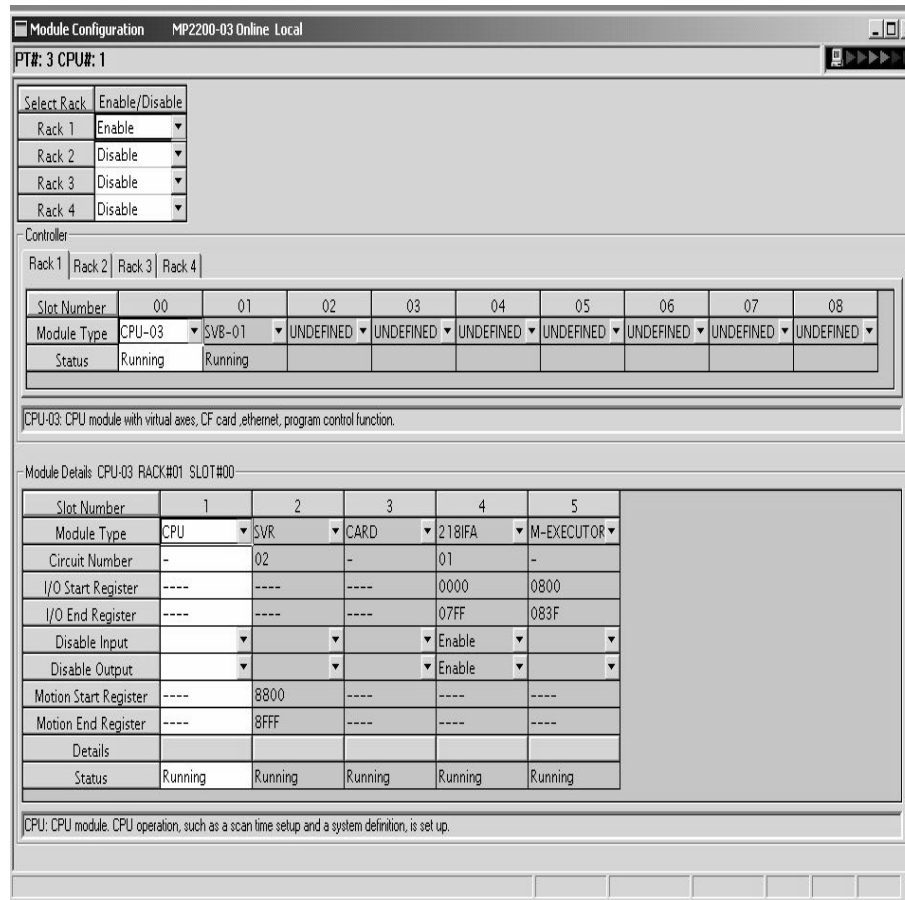 Module Configuration MP2200-03 Online Local
PT#: 3 CPU#: 1
Select Rack Enable/Disable
Rack 1 Enable
Rack 2 Disable
Rack 3 Disable
Rack 4 Disable
Controller
Rack 1 Rack 2 Rack 3 Rack 4
Slot Number 00 01 02 03 04 05 06 07 08
Module Type CPU-03 SVB-01 UNDEFINED UNDEFINED UNDEFINED UNDEFINED UNDEFINED UNDEFINED UNDEFINED
Status Running Running
CPU-03: CPU module with virtual axes, CF card ,ethernet, program control function.
Module Details CPU-03 RACK#01 SLOT#00
Slot Number 1 2 3 4 5
Module Type CPU SVR CARD 218IFA M-EXECUTOR
Circuit Number - 02 - 01 -
I/O Start Register ---- ---- ---- 0000 0800
I/O End Register ---- ---- ---- 07FF 083F
Disable Input Enable
Disable Output Enable
Motion Start Register ---- 8800 ---- ---- ----
Motion End Register ---- 8FFF ---- ---- ----
Details
Status Running Running Running Running Running
CPU: CPU module. CPU operation, such as a scan time setup and a system definition, is set up.